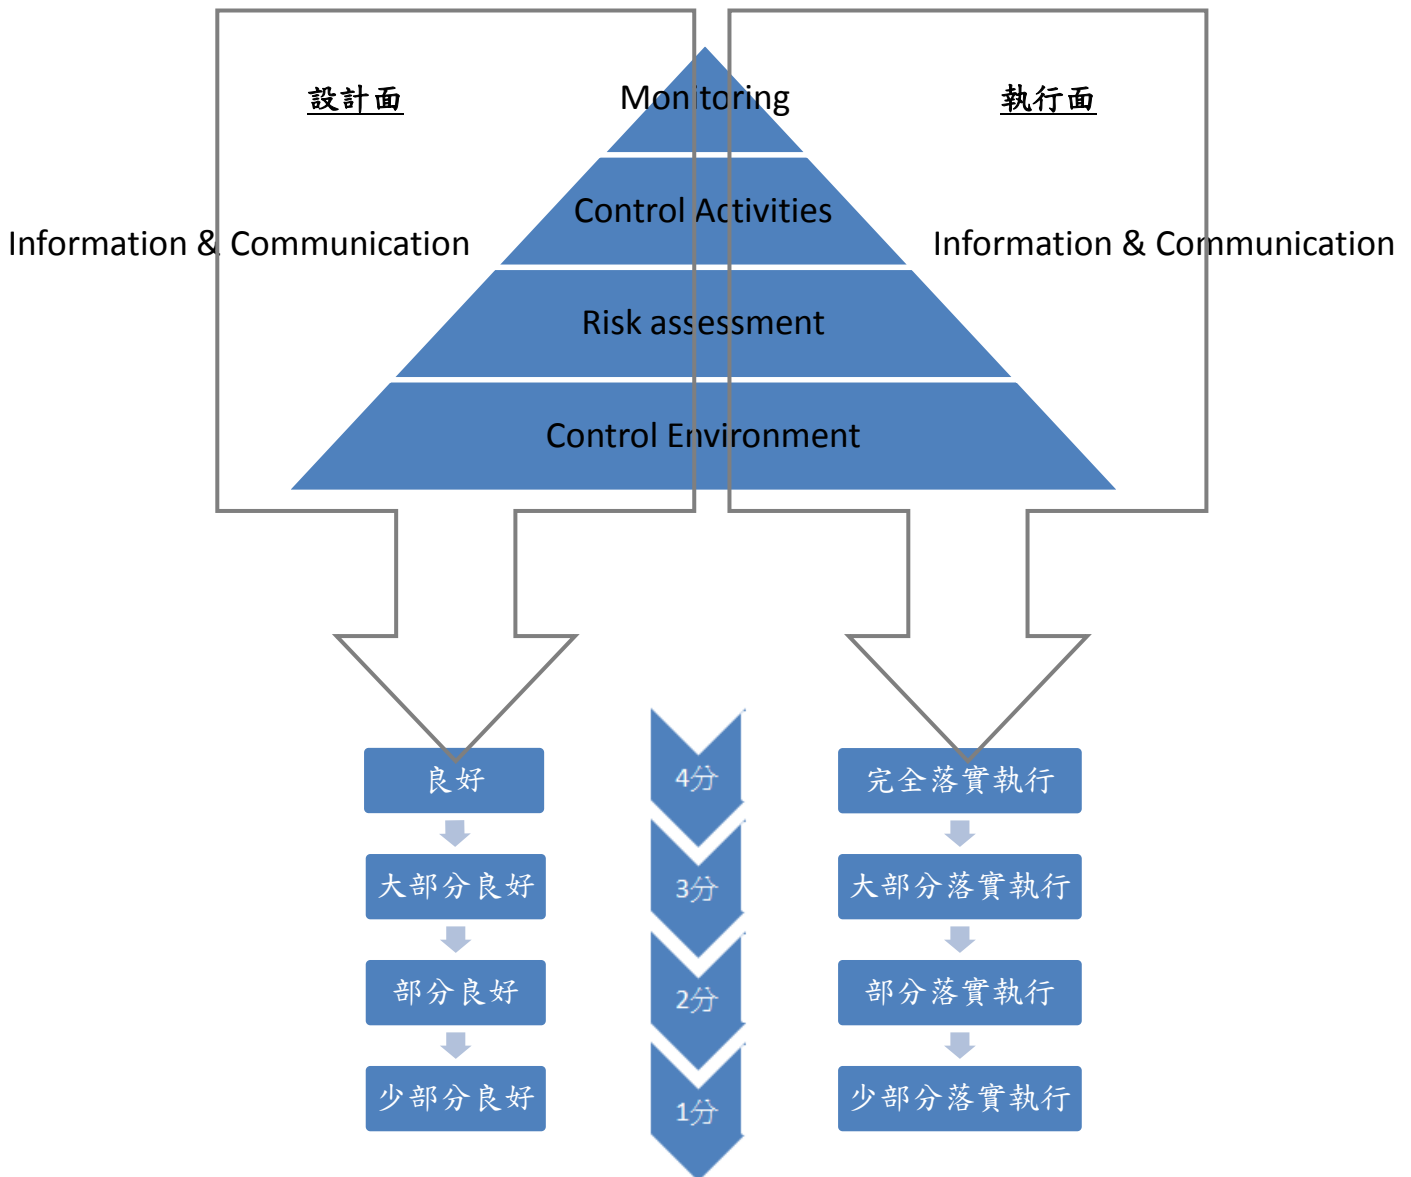 設計面
Monitoring
執行面
Control Activities
Information & Communication
Information & Communication
Risk assessment
Control Environment
良好
4分
完全落實執行
大部分良好
3分
大部分落實執行
部分良好
2分
部分落實執行
少部分良好
1分
少部分落實執行